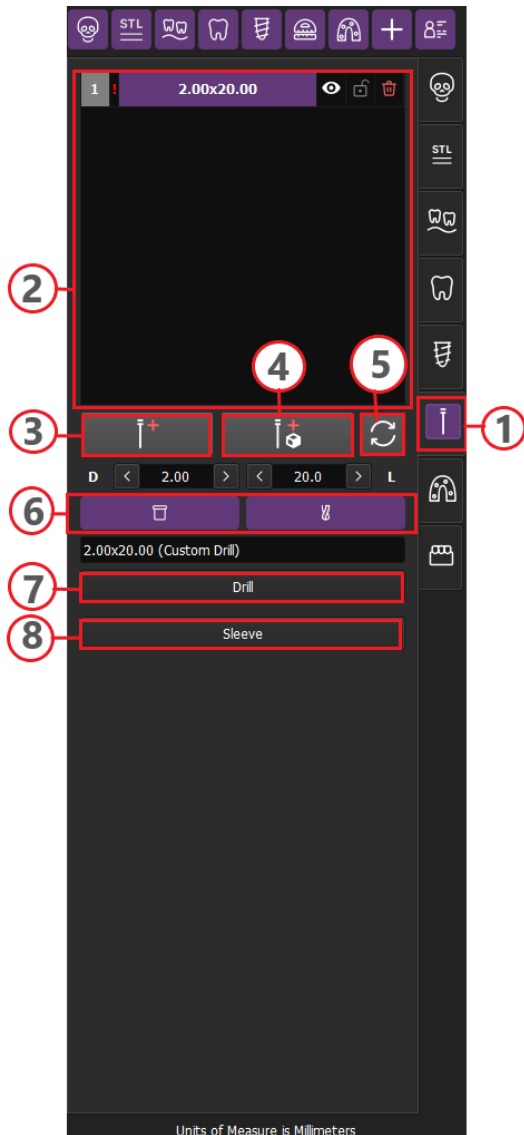 STL
1 ! 2.00x20.00
STL
2
4
5
3
1
D < 2.00 > < 20.0 > L
6
2.00x20.00 (Custom Drill)
7
Drill
8
Sleeve
Units of Measure is Millimeters